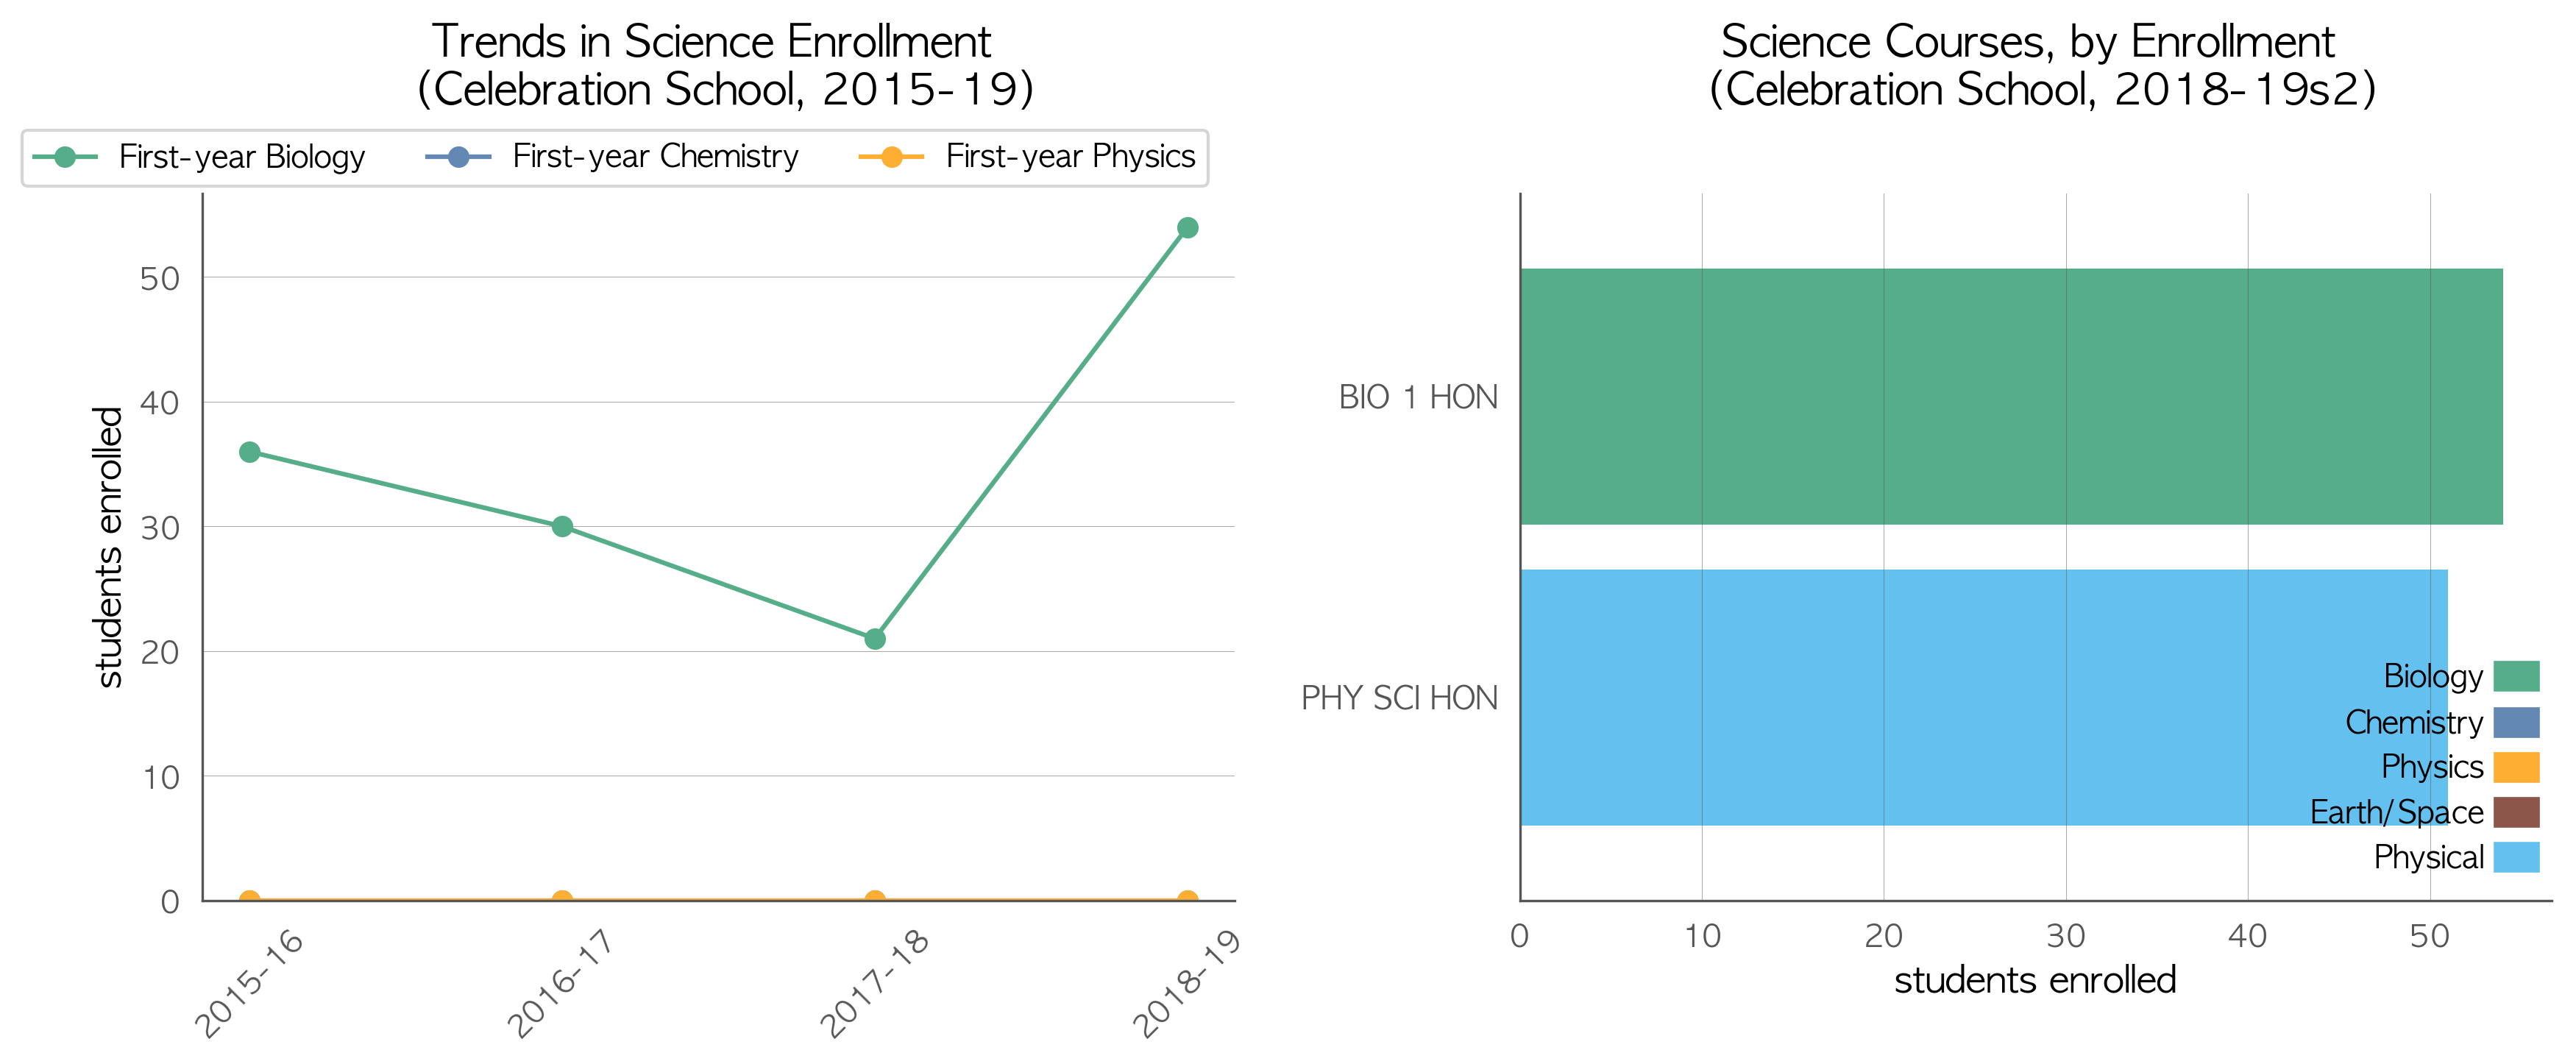 Trends in Science Enrollment
(Celebration School, 2015-19)
First-year Biology First-year Chemistry First-year Physics
students enrolled
50
40
30
20
10
0
2015-16 2016-17 2017-18 2018-19
Science Courses, by Enrollment
(Celebration School, 2018-19s2)
BIO 1 HON
PHY SCI HON
Biology
Chemistry
Physics
Earth/Space
Physical
0 10 20 30 40 50
students enrolled